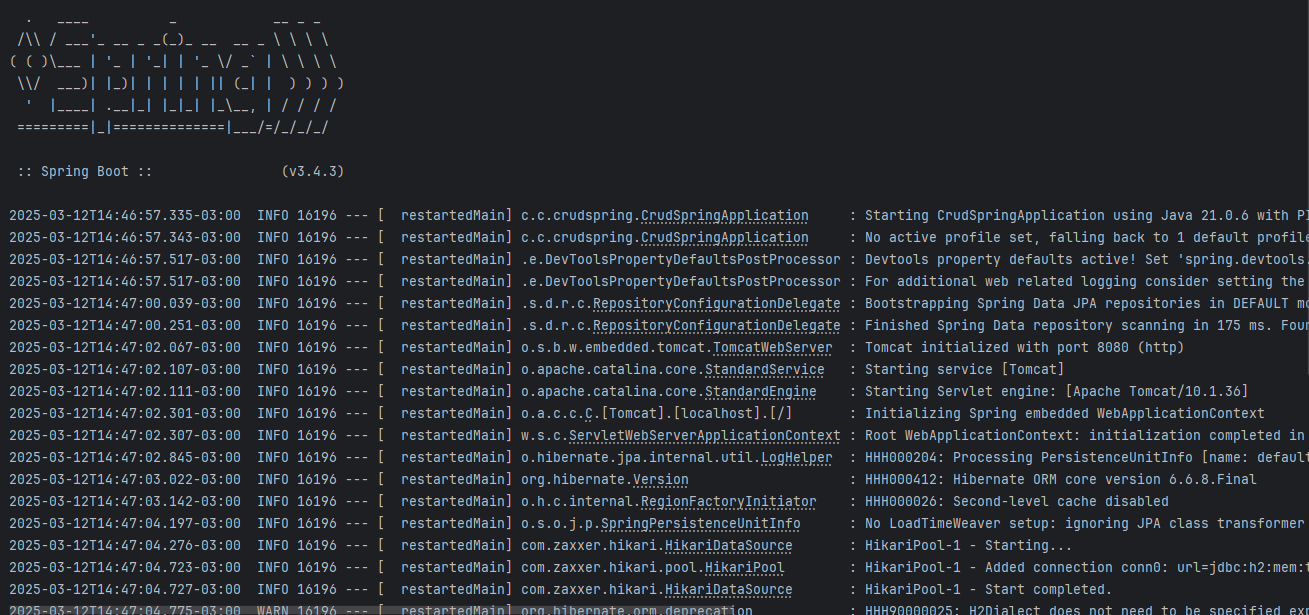 .   ____          _            __ _ _
 /\\ / ___'_ __ _ _(_)_ __  __ _ \ \ \ \
( ( )\___ | '_ | '_| | '_ \/ _` | \ \ \ \
 \\/  ___)| |_)| | | | | || (_| |  ) ) ) )
  '  |____| .__|_| |_|_| |_\__, | / / / /
 =========|_|==============|___/=/_/_/_/

 :: Spring Boot ::                (v3.4.3)

2025-03-12T14:46:57.335-03:00  INFO 16196 --- [  restartedMain] c.c.crudspring.CrudSpringApplication     : Starting CrudSpringApplication using Java 21.0.6 with PI
2025-03-12T14:46:57.343-03:00  INFO 16196 --- [  restartedMain] c.c.crudspring.CrudSpringApplication     : No active profile set, falling back to 1 default profile
2025-03-12T14:46:57.517-03:00  INFO 16196 --- [  restartedMain] .e.DevToolsPropertyDefaultsPostProcessor : Devtools property defaults active! Set 'spring.devtools.
2025-03-12T14:46:57.517-03:00  INFO 16196 --- [  restartedMain] .e.DevToolsPropertyDefaultsPostProcessor : For additional web related logging consider setting the
2025-03-12T14:47:00.039-03:00  INFO 16196 --- [  restartedMain] .s.d.r.c.RepositoryConfigurationDelegate : Bootstrapping Spring Data JPA repositories in DEFAULT mo
2025-03-12T14:47:00.251-03:00  INFO 16196 --- [  restartedMain] .s.d.r.c.RepositoryConfigurationDelegate : Finished Spring Data repository scanning in 175 ms. Foun
2025-03-12T14:47:02.067-03:00  INFO 16196 --- [  restartedMain] o.s.b.w.embedded.tomcat.TomcatWebServer  : Tomcat initialized with port 8080 (http)
2025-03-12T14:47:02.107-03:00  INFO 16196 --- [  restartedMain] o.apache.catalina.core.StandardService   : Starting service [Tomcat]
2025-03-12T14:47:02.111-03:00  INFO 16196 --- [  restartedMain] o.apache.catalina.core.StandardEngine    : Starting Servlet engine: [Apache Tomcat/10.1.36]
2025-03-12T14:47:02.301-03:00  INFO 16196 --- [  restartedMain] o.a.c.c.C.[Tomcat].[localhost].[/]       : Initializing Spring embedded WebApplicationContext
2025-03-12T14:47:02.307-03:00  INFO 16196 --- [  restartedMain] w.s.c.ServletWebServerApplicationContext : Root WebApplicationContext: initialization completed in
2025-03-12T14:47:02.845-03:00  INFO 16196 --- [  restartedMain] o.hibernate.jpa.internal.util.LogHelper  : HHH000204: Processing PersistenceUnitInfo [name: default
2025-03-12T14:47:03.022-03:00  INFO 16196 --- [  restartedMain] org.hibernate.Version                    : HHH000412: Hibernate ORM core version 6.6.8.Final
2025-03-12T14:47:03.142-03:00  INFO 16196 --- [  restartedMain] o.h.c.internal.RegionFactoryInitiator    : HHH000026: Second-level cache disabled
2025-03-12T14:47:04.197-03:00  INFO 16196 --- [  restartedMain] o.s.o.j.p.SpringPersistenceUnitInfo      : No LoadTimeWeaver setup: ignoring JPA class transformer
2025-03-12T14:47:04.276-03:00  INFO 16196 --- [  restartedMain] com.zaxxer.hikari.HikariDataSource       : HikariPool-1 - Starting...
2025-03-12T14:47:04.723-03:00  INFO 16196 --- [  restartedMain] com.zaxxer.hikari.pool.HikariPool        : HikariPool-1 - Added connection conn0: url=jdbc:h2:mem:t
2025-03-12T14:47:04.727-03:00  INFO 16196 --- [  restartedMain] com.zaxxer.hikari.HikariDataSource       : HikariPool-1 - Start completed.
2025-03-12T14:47:04.775-03:00  WARN 16196 --- [  restartedMain] org.hibernate.orm.deprecation            : HHH90000025: H2Dialect does not need to be specified exp